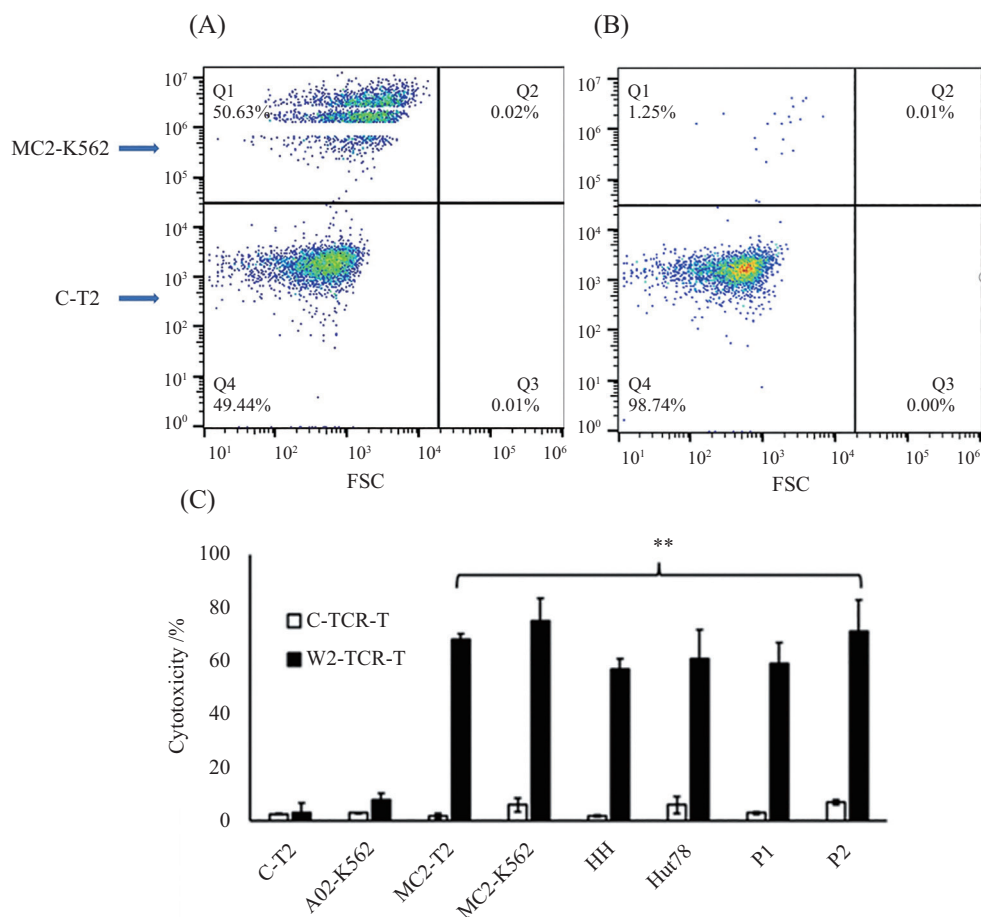 (A)
(B)
MC2-K562
C-T2
10⁷
10⁶
10⁵
10⁴
10³
10²
10¹
10⁰
Q1
50.63%
Q2
0.02%
Q4
49.44%
Q3
0.01%
10¹ 10² 10³ 10⁴ 10⁵ 10⁶
FSC
10⁷
10⁶
10⁵
10⁴
10³
10²
10¹
10⁰
Q1
1.25%
Q2
0.01%
Q4
98.74%
Q3
0.00%
10¹ 10² 10³ 10⁴ 10⁵ 10⁶
FSC
(C)
**
Cytotoxicity /%
100
80
60
40
20
0
C-TCR-T
W2-TCR-T
C-T2
A02-K562
MC2-T2
MC2-K562
HH
Hut78
P1
P2